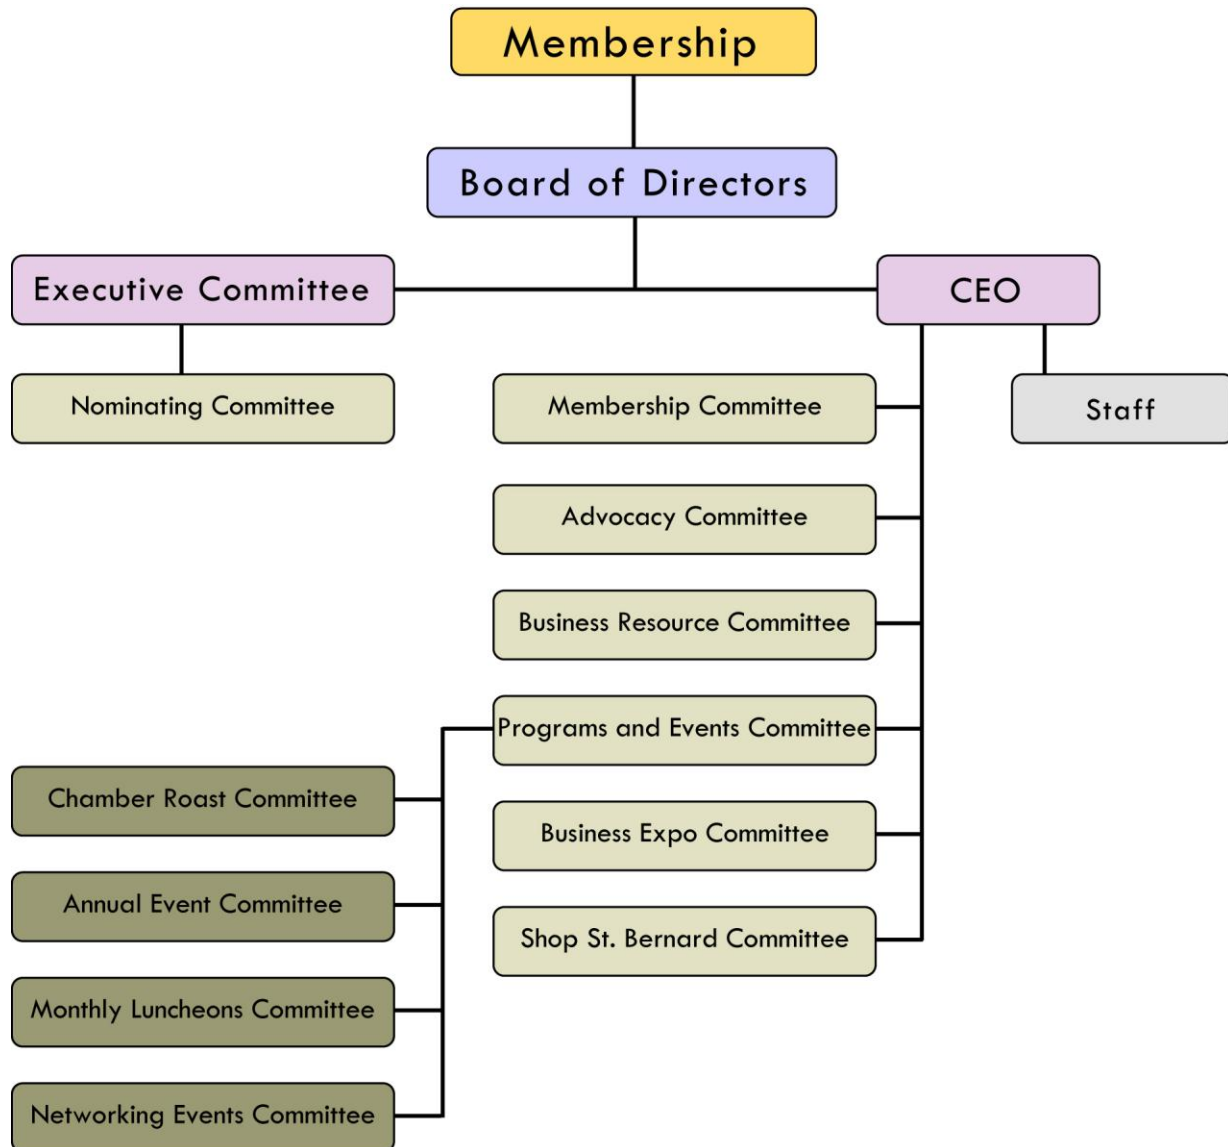 Membership
Board of Directors
Executive Committee
CEO
Nominating Committee
Membership Committee
Staff
Advocacy Committee
Business Resource Committee
Programs and Events Committee
Chamber Roast Committee
Business Expo Committee
Annual Event Committee
Shop St. Bernard Committee
Monthly Luncheons Committee
Networking Events Committee